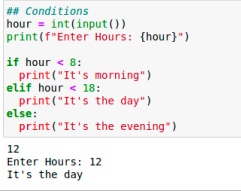 ## Conditions
hour = int(input())
print(f"Enter Hours: {hour}")

if hour < 8:
  print("It's morning")
elif hour < 18:
  print("It's the day")
else:
  print("It's the evening")
12
Enter Hours: 12
It's the day